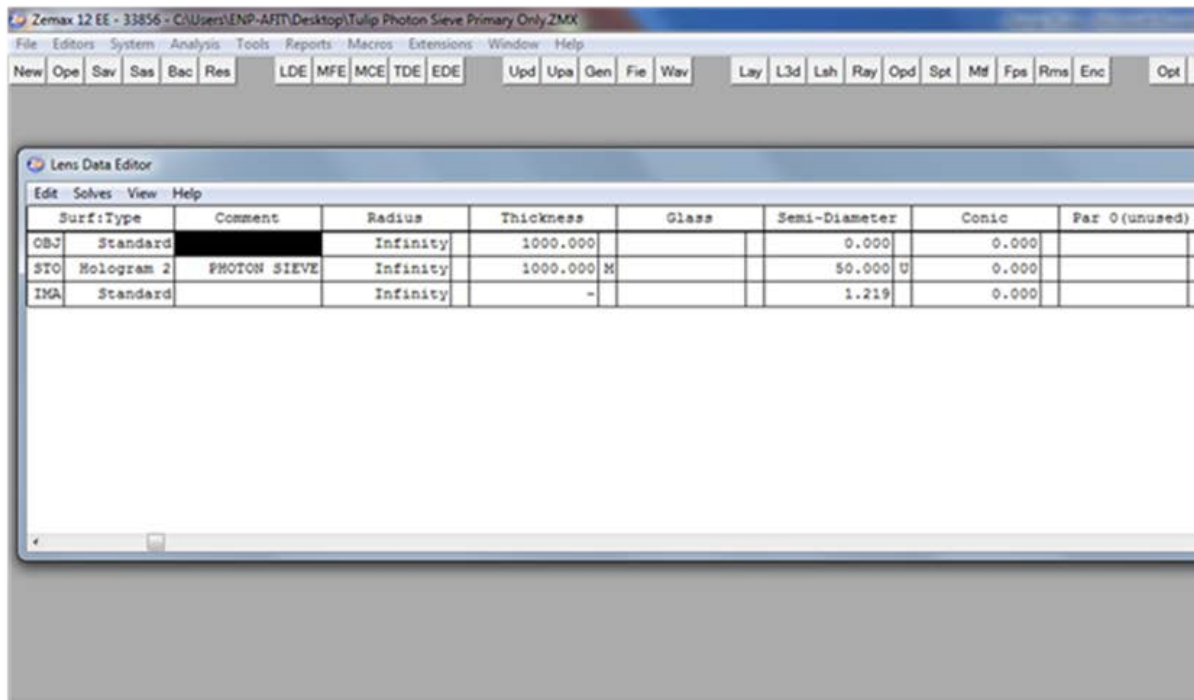 Zemax 12 EE - 33856 - C:\Users\ENP-AFIT\Desktop\Tulip Photon Sieve Primary Only.ZMX
File Editors System Analysis Tools Reports Macros Extensions Window Help
New Ope Sav Sas Bac Res LDE MFE MCE TDE EDE Upd Upa Gen Fie Wav Lay L3d Lsh Ray Opd Spt Mtf Fps Rms Enc Opt
Lens Data Editor
Edit Solves View Help
Surf:Type Comment Radius Thickness Glass Semi-Diameter Conic Par 0(unused)
OBJ Standard Infinity 1000.000 0.000 0.000
STO Hologram 2 PHOTON SIEVE Infinity 1000.000 M 50.000 U 0.000
IMA Standard Infinity - 1.219 0.000